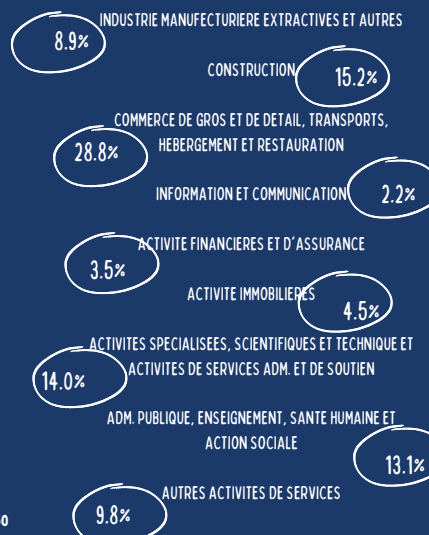 INDUSTRIE MANUFACTURIERE EXTRACTIVES ET AUTRES
8.9%
CONSTRUCTION
15.2%
COMMERCE DE GROS ET DE DETAIL, TRANSPORTS,
HEBERGEMENT ET RESTAURATION
28.8%
INFORMATION ET COMMUNICATION
2.2%
ACTIVITE FINANCIERES ET D'ASSURANCE
3.5%
ACTIVITE IMMOBILIERES
4.5%
ACTIVITES SPECIALISEES, SCIENTIFIQUES ET TECHNIQUE ET
ACTIVITES DE SERVICES ADM. ET DE SOUTIEN
14.0%
ADM. PUBLIQUE, ENSEIGNEMENT, SANTE HUMAINE ET
ACTION SOCIALE
13.1%
AUTRES ACTIVITES DE SERVICES
9.8%